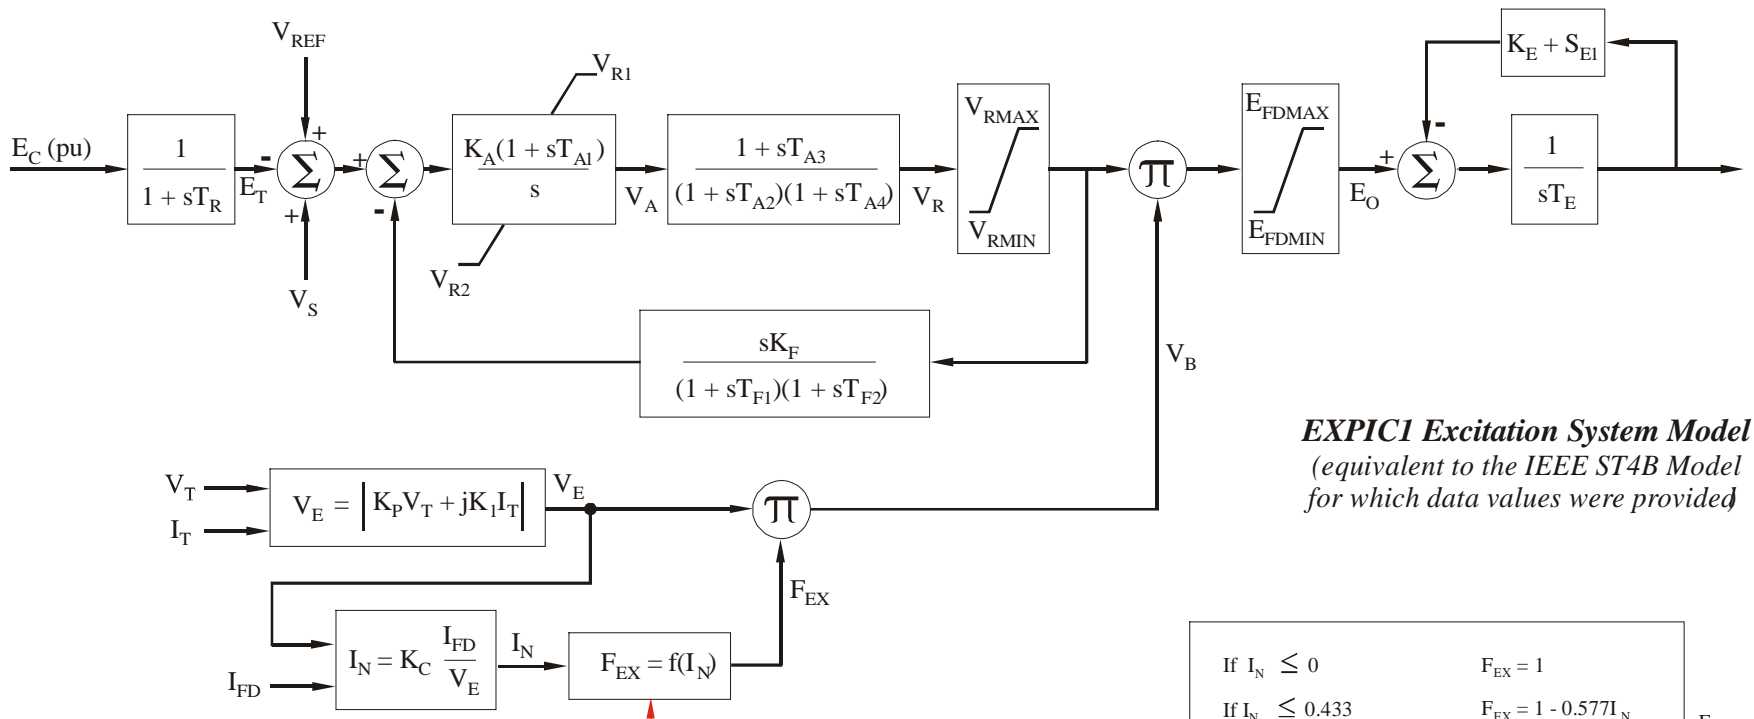 V_REF
E_C (pu)
1
1 + sT_R
-
E_T
+
Σ
+
V_S
+
Σ
-
V_R1
K_A(1 + sT_A1)
s
V_R2
V_A
1 + sT_A3
(1 + sT_A2)(1 + sT_A4)
V_R
V_RMAX
V_RMIN
π
E_FDMAX
E_FDMIN
E_O
+
-
Σ
K_E + S_E1
1
sT_E
sK_F
(1 + sT_F1)(1 + sT_F2)
V_B
EXPIC1 Excitation System Model
(equivalent to the IEEE ST4B Model
for which data values were provided)
V_T
I_T
V_E = |K_P V_T + jK_1 I_T|
V_E
π
F_EX
I_FD
I_N = K_C I_FD / V_E
I_N
F_EX = f(I_N)
If I_N ≤ 0 F_EX = 1
If I_N ≤ 0.433 F_EX = 1 - 0.577I_N